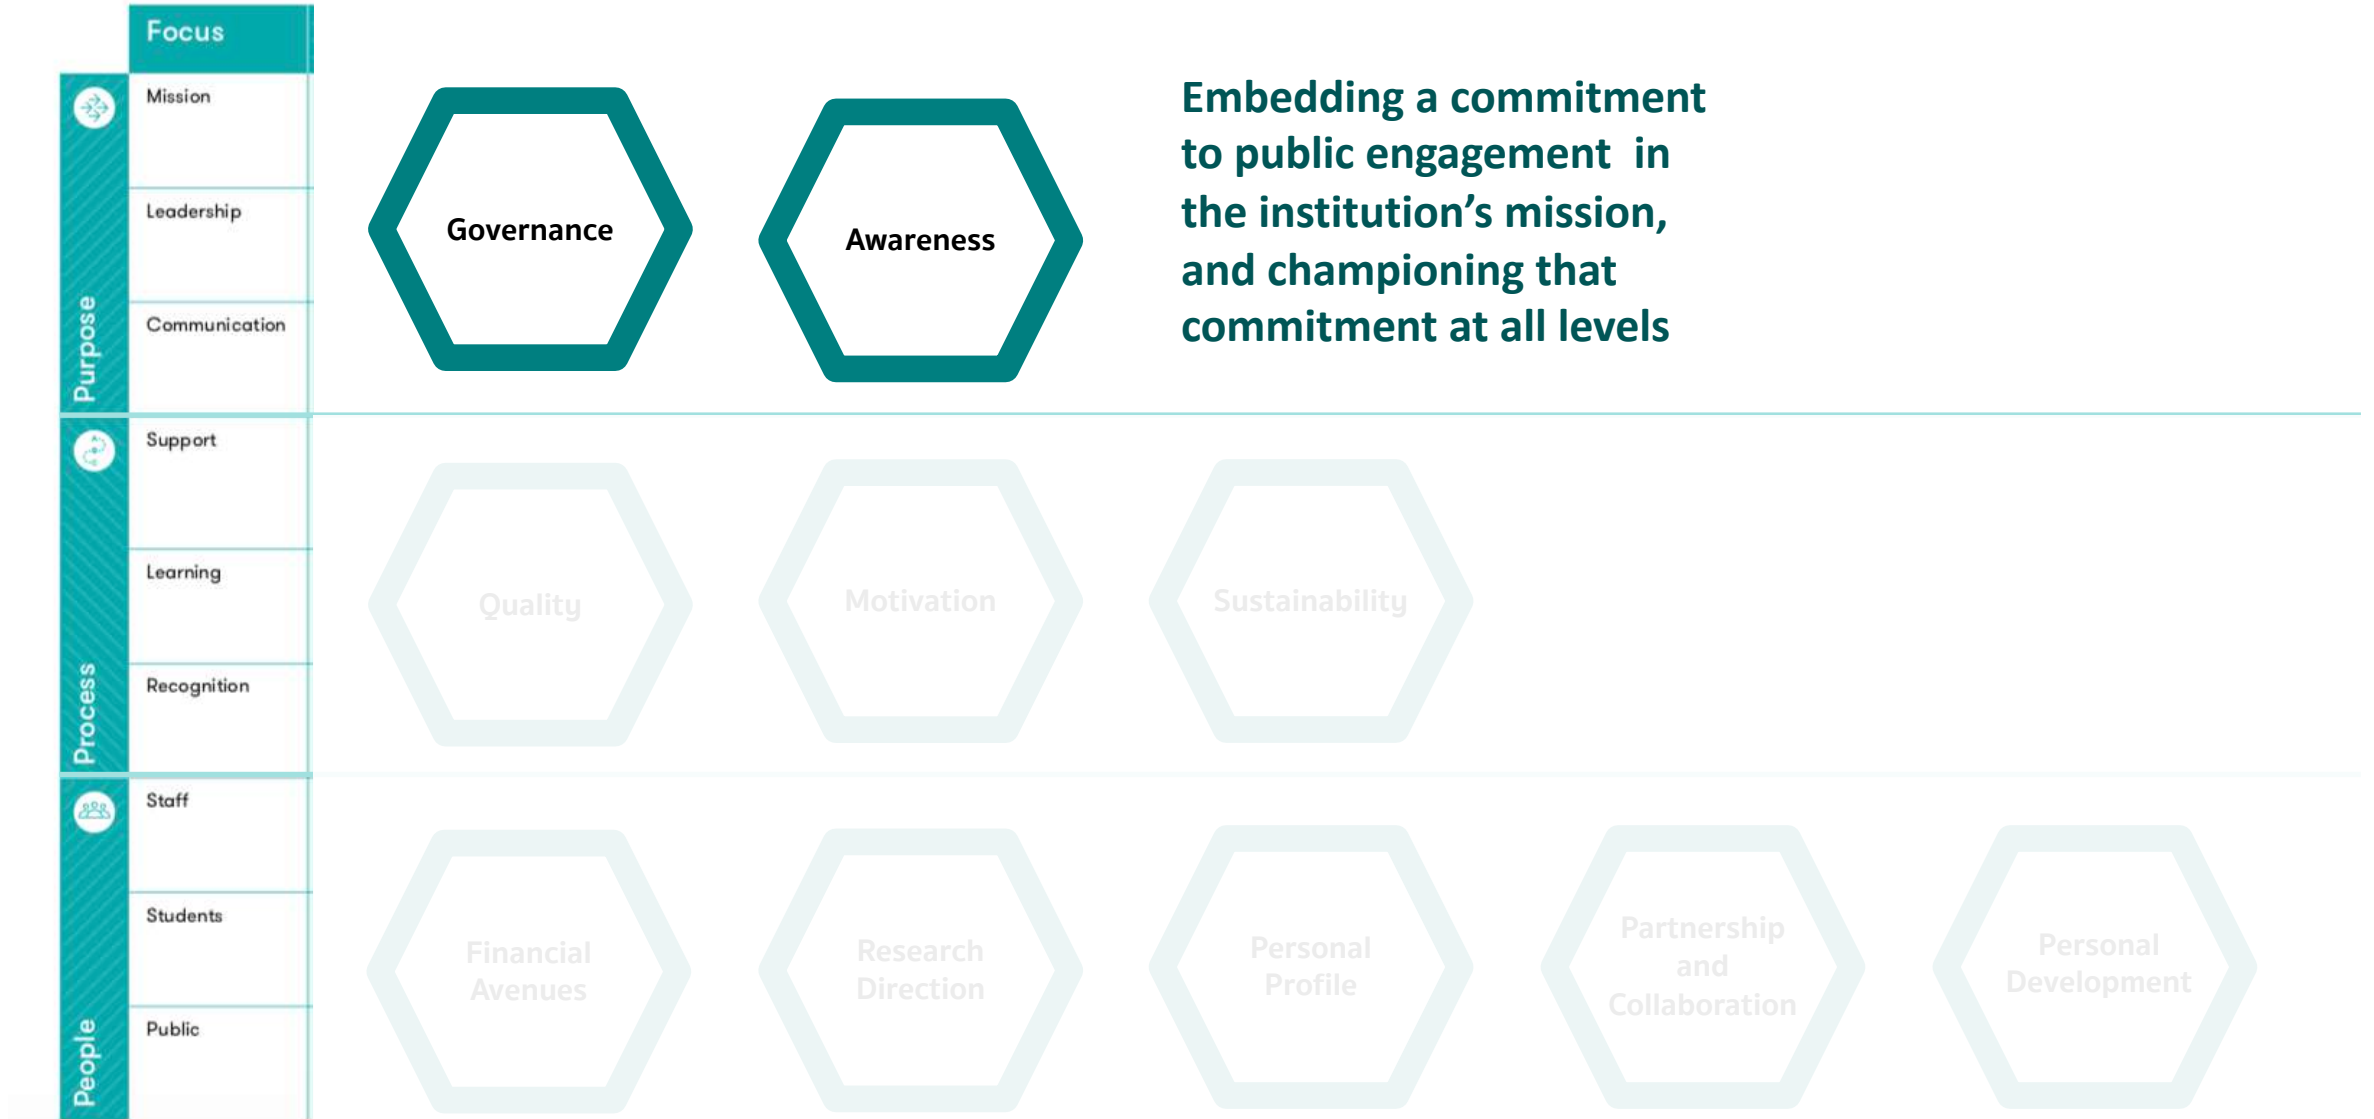 Focus
Purpose
Mission
Leadership
Communication
Governance
Awareness
Embedding a commitment
to public engagement  in
the institution’s mission,
and championing that
commitment at all levels
Process
Support
Learning
Recognition
Quality
Motivation
Sustainability
People
Staff
Students
Public
Financial
Avenues
Research
Direction
Personal
Profile
Partnership
and
Collaboration
Personal
Development